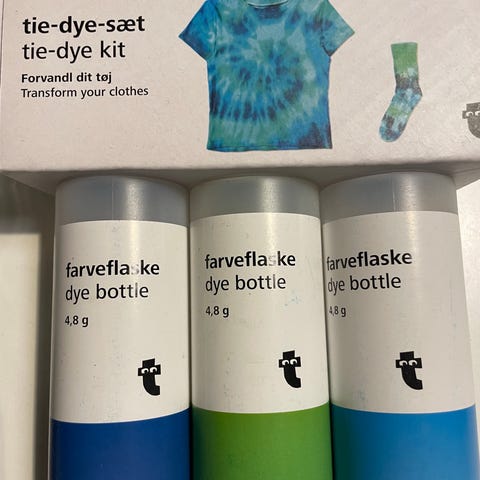 tie-dye-sæt
tie-dye kit
Forvandl dit tøj
Transform your clothes
farveflaske
dye bottle
4,8 g
farveflaske
dye bottle
4,8 g
farveflaske
dye bottle
4,8 g